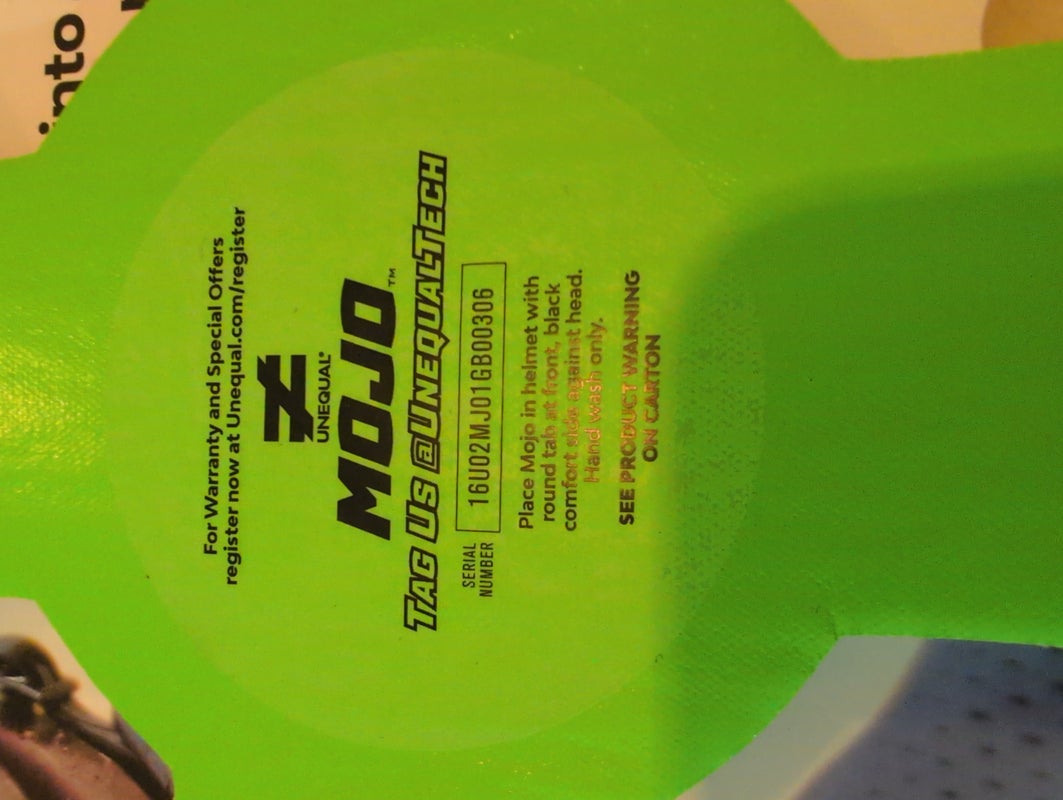 into
For Warranty and Special Offers
register now at Unequal.com/register
UNEQUAL®
MOJO™
TAG US @UNEQUALTECH
SERIAL
NUMBER
16U02MJ01GB00306
Place Mojo in helmet with
round tab at front, black
comfort side against head.
Hand wash only.
SEE PRODUCT WARNING
ON CARTON